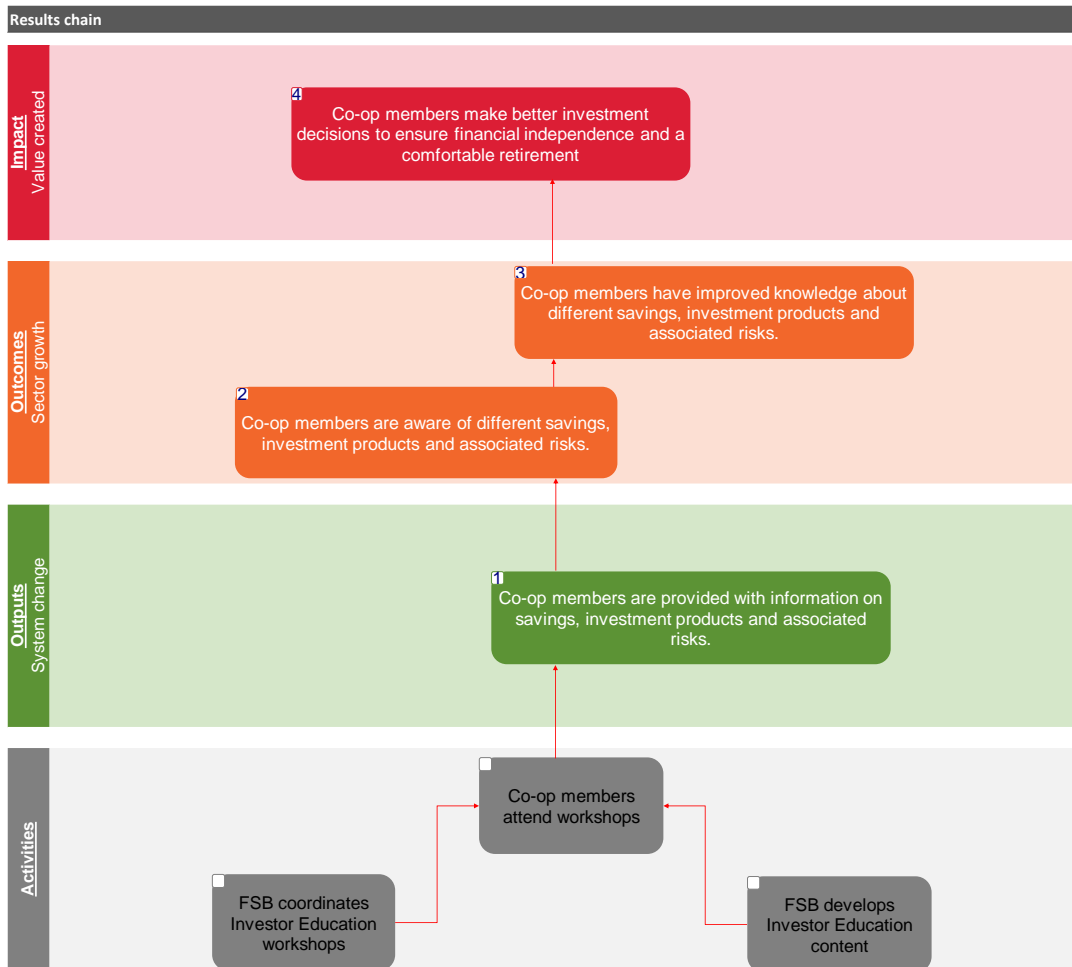 Results chain
Impact
Value created
4
Co-op members make better investment
decisions to ensure financial independence and a
comfortable retirement
Outcomes
Sector growth
3
Co-op members have improved knowledge about
different savings, investment products and
associated risks.
2
Co-op members are aware of different savings,
investment products and associated risks.
Outputs
System change
1
Co-op members are provided with information on
savings, investment products and associated
risks.
Activities
Co-op members
attend workshops
FSB coordinates
Investor Education
workshops
FSB develops
Investor Education
content